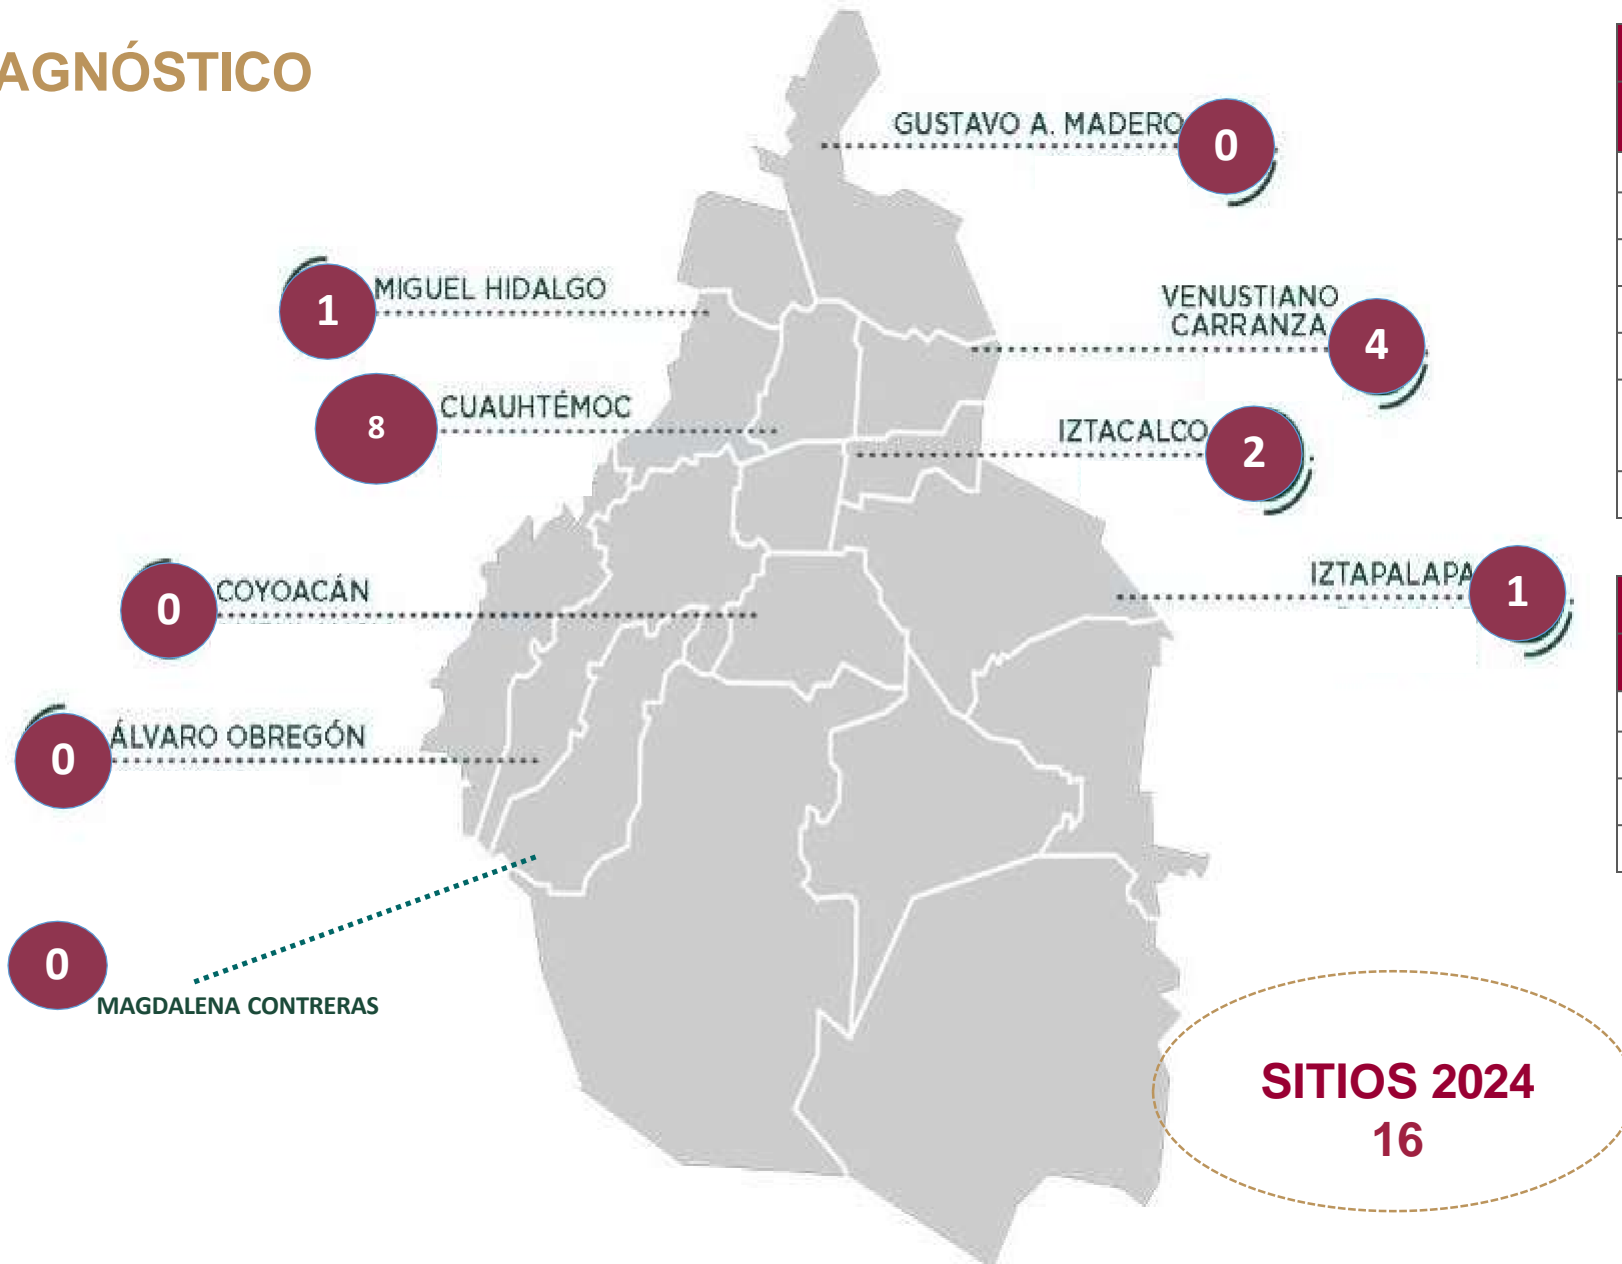 AGNÓSTICO
GUSTAVO A. MADERO
0
1
MIGUEL HIDALGO
VENUSTIANO
CARRANZA
4
8
CUAUHTÉMOC
IZTACALCO
2
0
COYOACÁN
IZTAPALAPA
1
0
ÁLVARO OBREGÓN
0
MAGDALENA CONTRERAS
SITIOS 2024
16